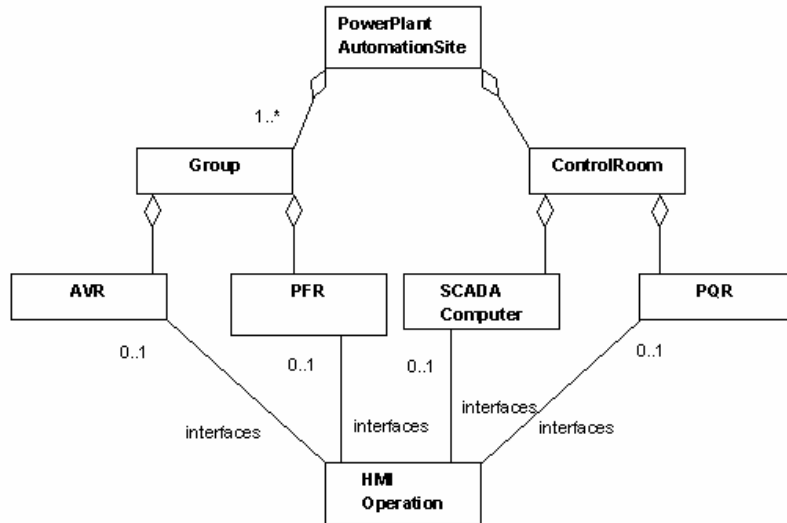 PowerPlant
AutomationSite
1..*
Group
ControlRoom
AVR
PFR
SCADA
Computer
PQR
0..1
0..1
0..1
0..1
interfaces
interfaces
interfaces
interfaces
HMI
Operation